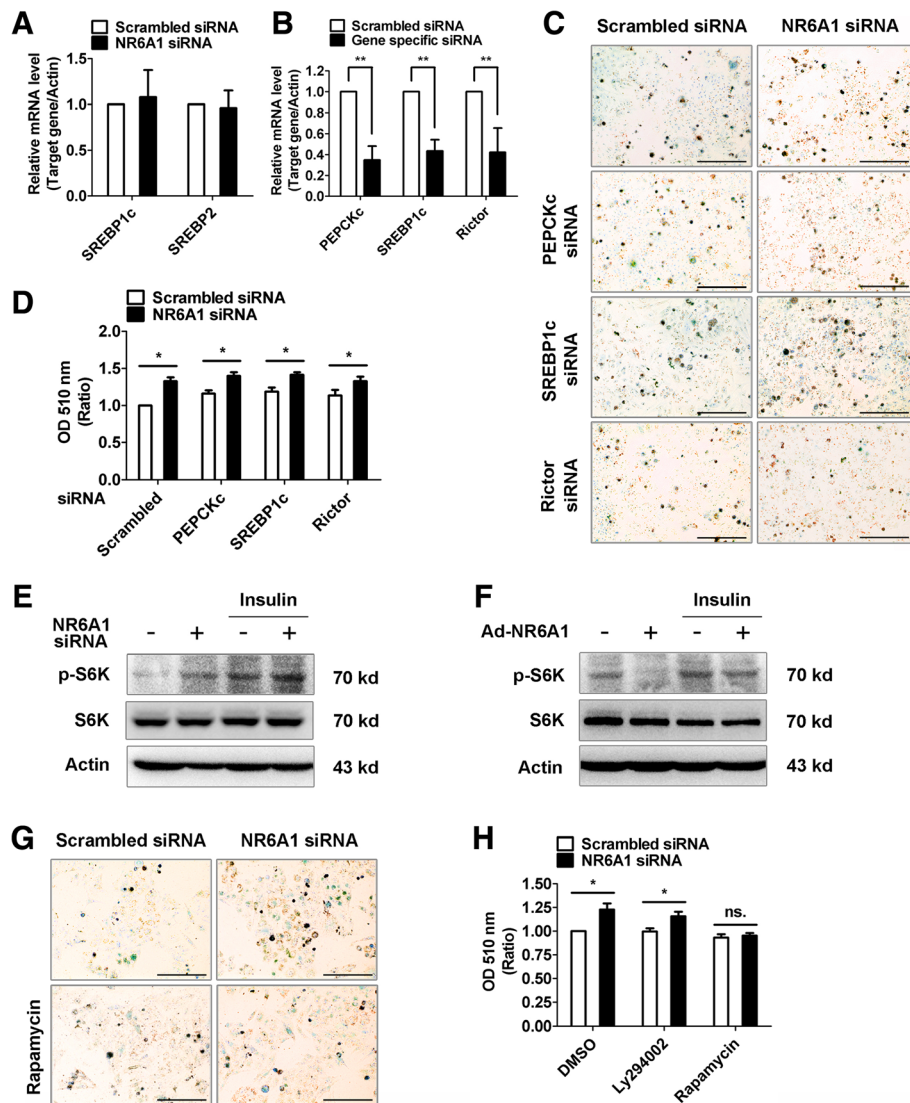 A
Scrambled siRNA
NR6A1 siRNA
Relative mRNA level
(Target gene/Actin)
1.5
1.0
0.5
0.0
SREBP1c
SREBP2
B
Scrambled siRNA
Gene specific siRNA
Relative mRNA level
(Target gene/Actin)
1.2
1.0
0.8
0.6
0.4
0.2
0.0
** ** **
PEPCKc
SREBP1c
Rictor
C
Scrambled siRNA NR6A1 siRNA
PEPCKc
siRNA
SREBP1c
siRNA
Rictor
siRNA
D
Scrambled siRNA
NR6A1 siRNA
OD 510 nm
(Ratio)
2.0
1.5
1.0
1.5
0.0
* * * *
siRNA
Scrambled
PEPCKc
SREBP1c
Rictor
E
Insulin
NR6A1
siRNA
- + - +
p-S6K 70 kd
S6K 70 kd
Actin 43 kd
F
Insulin
Ad-NR6A1 - + - +
p-S6K 70 kd
S6K 70 kd
Actin 43 kd
G
Scrambled siRNA NR6A1 siRNA
Rapamycin
H
Scrambled siRNA
NR6A1 siRNA
OD 510 nm
(Ratio)
1.50
1.25
1.00
0.75
0.50
0.25
0.00
* * ns.
DMSO
Ly294002
Rapamycin